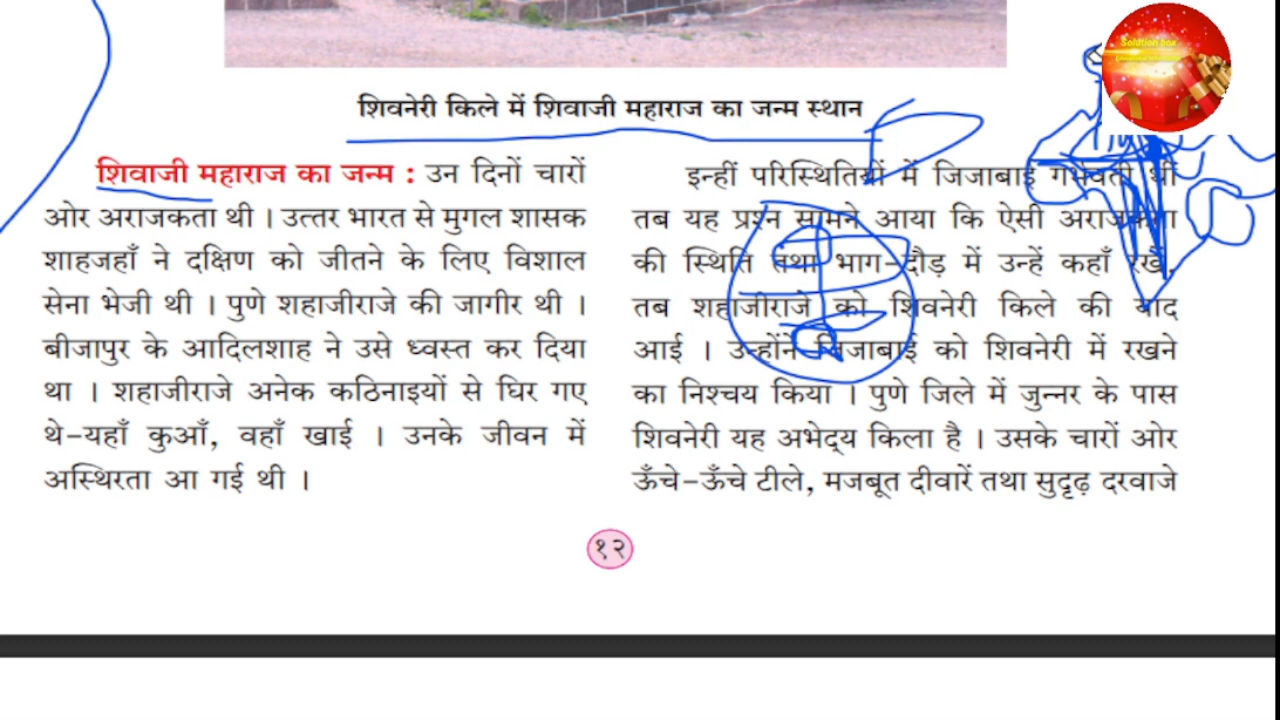 Solution box
शिवनेरी किले में शिवाजी महाराज का जन्म स्थान
शिवाजी महाराज का जन्म : उन दिनों चारों
ओर अराजकता थी । उत्तर भारत से मुगल शासक
शाहजहाँ ने दक्षिण को जीतने के लिए विशाल
सेना भेजी थी । पुणे शहाजीराजे की जागीर थी ।
बीजापुर के आदिलशाह ने उसे ध्वस्त कर दिया
था । शहाजीराजे अनेक कठिनाइयों से घिर गए
थे-यहाँ कुआँ, वहाँ खाई । उनके जीवन में
अस्थिरता आ गई थी ।
इन्हीं परिस्थितियों में जिजाबाई गर्भवती थीं
तब यह प्रश्न सामने आया कि ऐसी अराजकता
की स्थिति तथा भाग-दौड़ में उन्हें कहाँ रखें,
तब शहाजीराजे को शिवनेरी किले की याद
आई । उन्होंने जिजाबाई को शिवनेरी में रखने
का निश्चय किया । पुणे जिले में जुन्नर के पास
शिवनेरी यह अभेद्य किला है । उसके चारों ओर
ऊँचे-ऊँचे टीले, मजबूत दीवारें तथा सुदृढ़ दरवाजे
१२